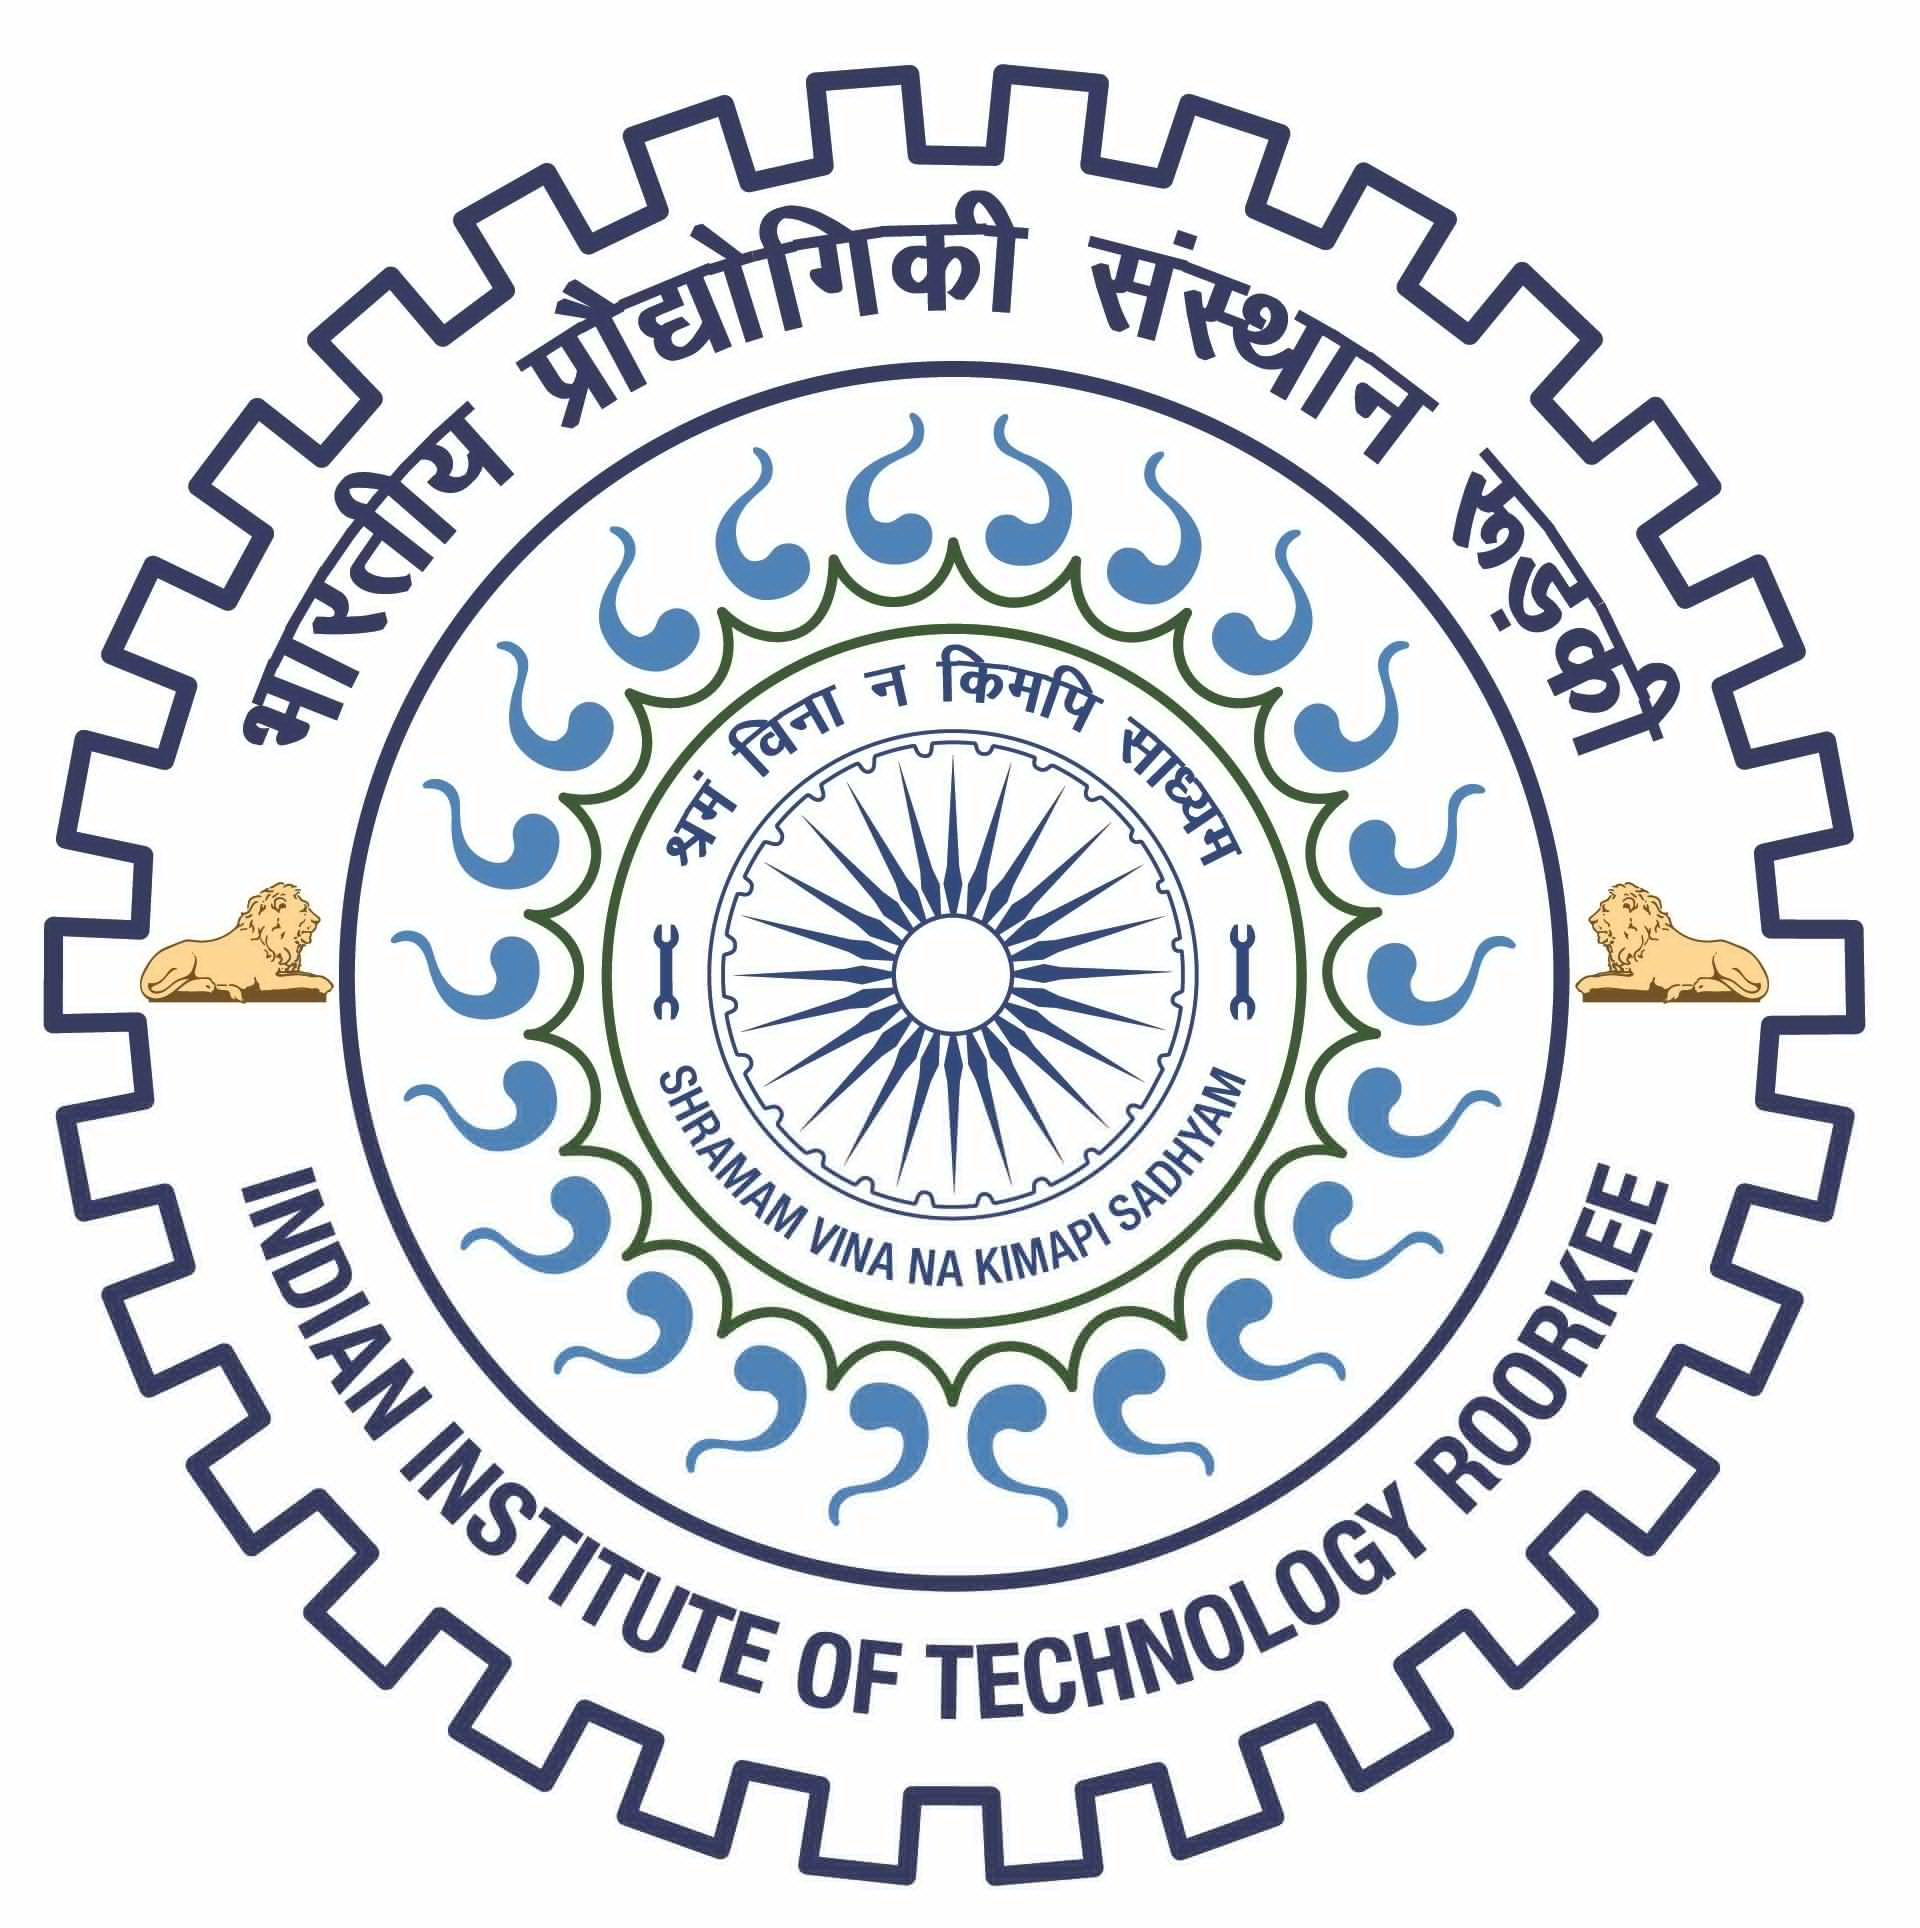 भारतीय प्रौद्योगिकी संस्थान रुड़की
श्रमं विना न किमपि साध्यम्
SHRAMAM VINA NA KIMAPI SADHYAM
INDIAN INSTITUTE OF TECHNOLOGY ROORKEE